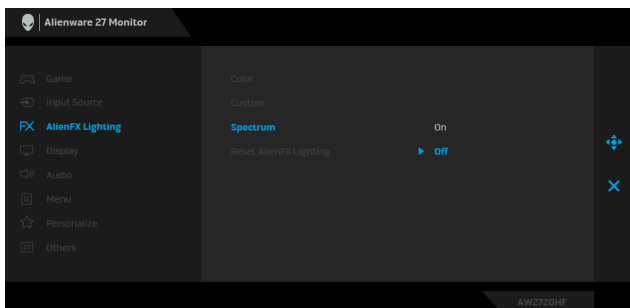 Alienware 27 Monitor
Game
Input Source
FX AlienFX Lighting
Display
Audio
Menu
Personalize
Others
Color
Custom
Spectrum On
Reset AlienFX Lighting Off
AW2720HF